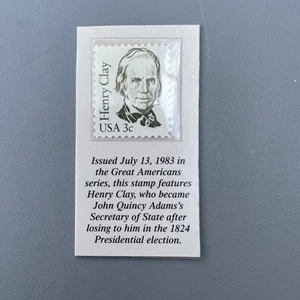 Henry Clay
USA 3c
Issued July 13, 1983 in
the Great Americans
series, this stamp features
Henry Clay, who became
John Quincy Adams's
Secretary of State after
losing to him in the 1824
Presidential election.